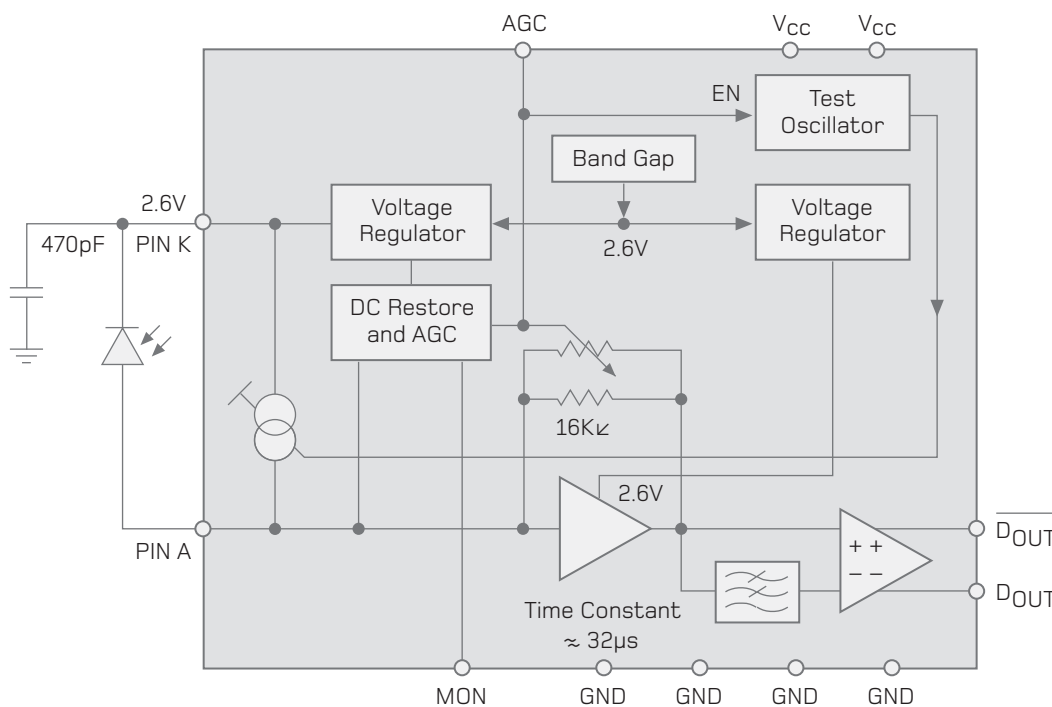 AGC
VCC
VCC
EN
Test
Oscillator
Band Gap
2.6V
470pF
PIN K
Voltage
Regulator
2.6V
Voltage
Regulator
DC Restore
and AGC
16K
2.6V
PIN A
Time Constant
≈ 32µs
+ +
− −
DOUT
DOUT
MON
GND
GND
GND
GND